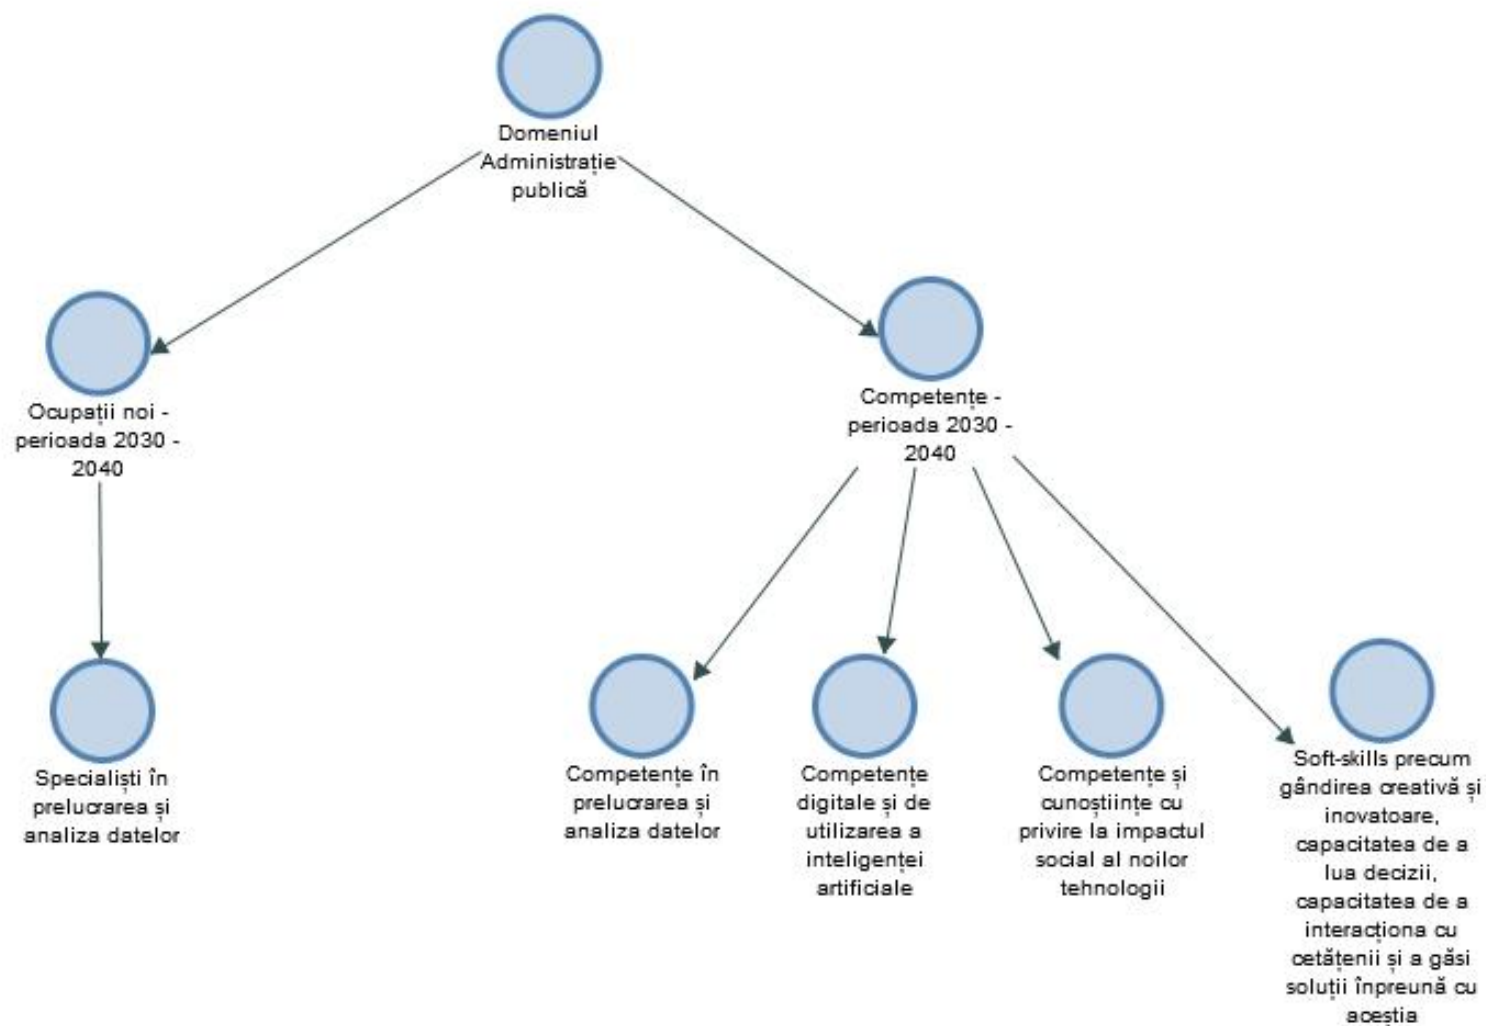 Domeniul
Administrație
publică
Ocupații noi -
perioada 2030 -
2040
Competențe -
perioada 2030 -
2040
Specialiști în
prelucrarea și
analiza datelor
Competențe în
prelucrarea și
analiza datelor
Competențe
digitale și de
utilizarea a
inteligenței
artificiale
Competențe și
cunoștiințe cu
privire la impactul
social al noilor
tehnologii
Soft-skills precum
gândirea creativă și
inovatoare,
capacitatea de a
lua decizii,
capacitatea de a
interacționa cu
cetățenii și a găsi
soluții înpreună cu
aceștia